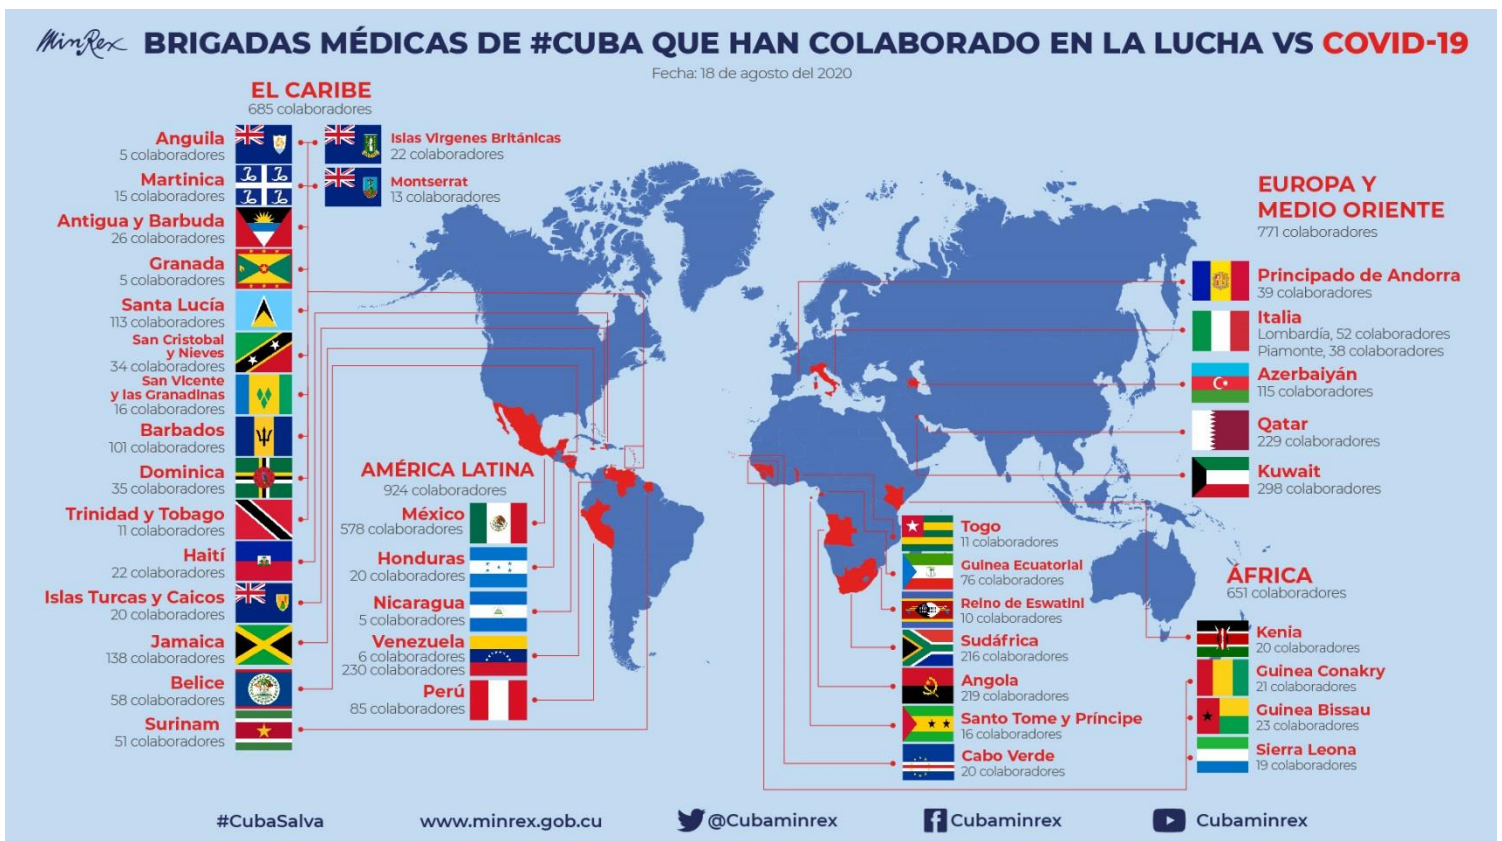 MinRex BRIGADAS MÉDICAS DE #CUBA QUE HAN COLABORADO EN LA LUCHA VS COVID-19
Fecha: 18 de agosto del 2020
EL CARIBE
685 colaboradores
Anguila
5 colaboradores
Islas Vírgenes Británicas
22 colaboradores
Martinica
15 colaboradores
Montserrat
13 colaboradores
Antigua y Barbuda
26 colaboradores
Granada
5 colaboradores
Santa Lucía
113 colaboradores
San Cristobal
y Nieves
34 colaboradores
San Vicente
y las Granadinas
16 colaboradores
Barbados
101 colaboradores
Dominica
35 colaboradores
Trinidad y Tobago
11 colaboradores
Haití
22 colaboradores
Islas Turcas y Caicos
20 colaboradores
Jamaica
138 colaboradores
Belice
58 colaboradores
Surinam
51 colaboradores
AMÉRICA LATINA
924 colaboradores
México
578 colaboradores
Honduras
20 colaboradores
Nicaragua
5 colaboradores
Venezuela
6 colaboradores
230 colaboradores
Perú
85 colaboradores
EUROPA Y
MEDIO ORIENTE
771 colaboradores
Principado de Andorra
39 colaboradores
Italia
Lombardía, 52 colaboradores
Piamonte, 38 colaboradores
Azerbaiyán
115 colaboradores
Qatar
229 colaboradores
Kuwait
298 colaboradores
ÁFRICA
651 colaboradores
Togo
11 colaboradores
Guinea Ecuatorial
76 colaboradores
Reino de Eswatini
10 colaboradores
Sudáfrica
216 colaboradores
Angola
219 colaboradores
Santo Tome y Príncipe
16 colaboradores
Cabo Verde
20 colaboradores
Kenia
20 colaboradores
Guinea Conakry
21 colaboradores
Guinea Bissau
23 colaboradores
Sierra Leona
19 colaboradores
#CubaSalva
www.minrex.gob.cu
@Cubaminrex
Cubaminrex
Cubaminrex